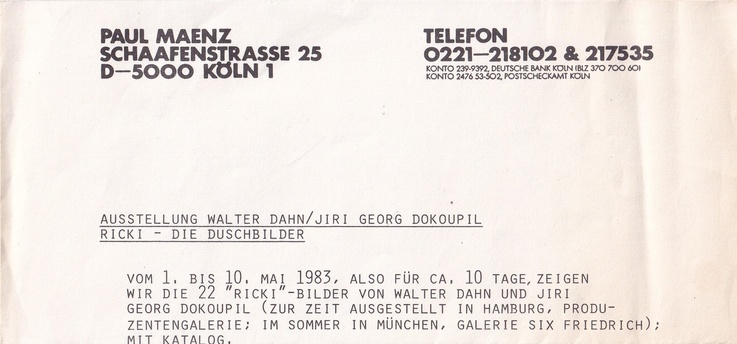 PAUL MAENZ
SCHAAFENSTRASSE 25
D—5000 KÖLN 1
TELEFON
0221—218102 & 217535
KONTO 239-9392, DEUTSCHE BANK KÖLN (BLZ 370 700 60)
KONTO 2476 53-502, POSTSCHECKAMT KÖLN
AUSSTELLUNG WALTER DAHN/JIRI GEORG DOKOUPIL
RICKI - DIE DUSCHBILDER
VOM 1. BIS 10. MAI 1983, ALSO FÜR CA. 10 TAGE, ZEIGEN
WIR DIE 22 "RICKI"-BILDER VON WALTER DAHN UND JIRI
GEORG DOKOUPIL (ZUR ZEIT AUSGESTELLT IN HAMBURG, PRODU-
ZENTENGALERIE; IM SOMMER IN MÜNCHEN, GALERIE SIX FRIEDRICH);
MIT KATALOG.